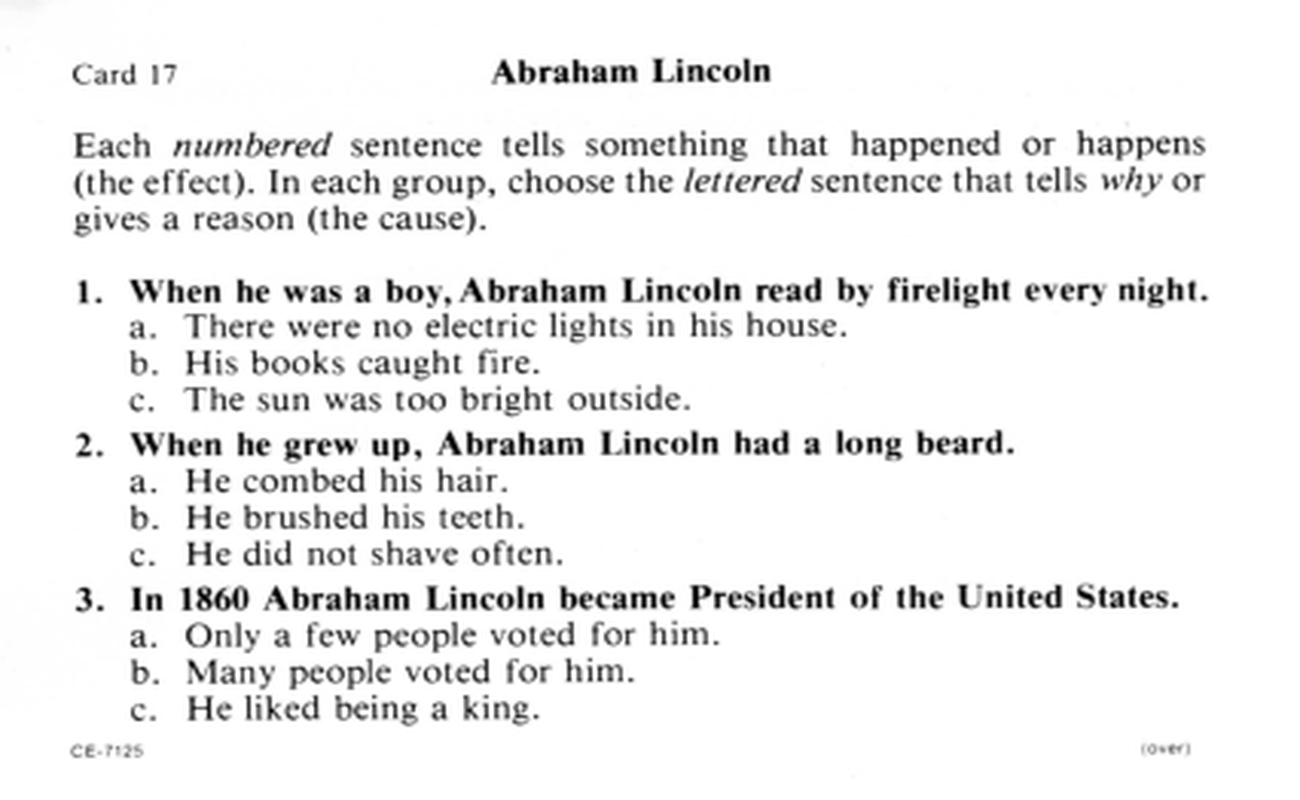 Card 17
Abraham Lincoln
Each numbered sentence tells something that happened or happens
(the effect). In each group, choose the lettered sentence that tells why or
gives a reason (the cause).
1. When he was a boy, Abraham Lincoln read by firelight every night.
a. There were no electric lights in his house.
b. His books caught fire.
c. The sun was too bright outside.
2. When he grew up, Abraham Lincoln had a long beard.
a. He combed his hair.
b. He brushed his teeth.
c. He did not shave often.
3. In 1860 Abraham Lincoln became President of the United States.
a. Only a few people voted for him.
b. Many people voted for him.
c. He liked being a king.
CE-7125
(over)